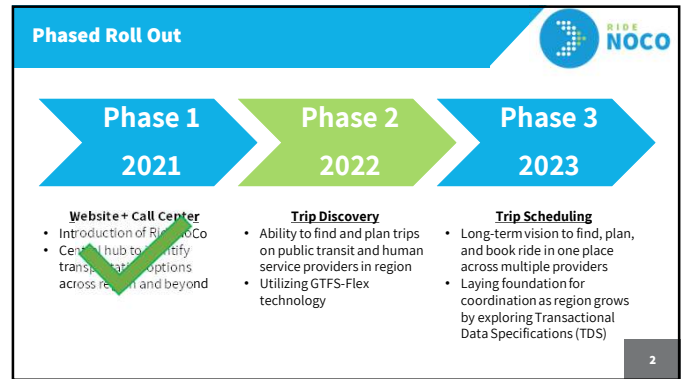 Phased Roll Out
RIDE
NOCO
Phase 1
2021
Phase 2
2022
Phase 3
2023
Website + Call Center
• Introduction of RideNoCo
• Central hub to identify
transportation options
across region and beyond
Trip Discovery
• Ability to find and plan trips
on public transit and human
service providers in region
• Utilizing GTFS-Flex
technology
Trip Scheduling
• Long-term vision to find, plan,
and book ride in one place
across multiple providers
• Laying foundation for
coordination as region grows
by exploring Transactional
Data Specifications (TDS)
2